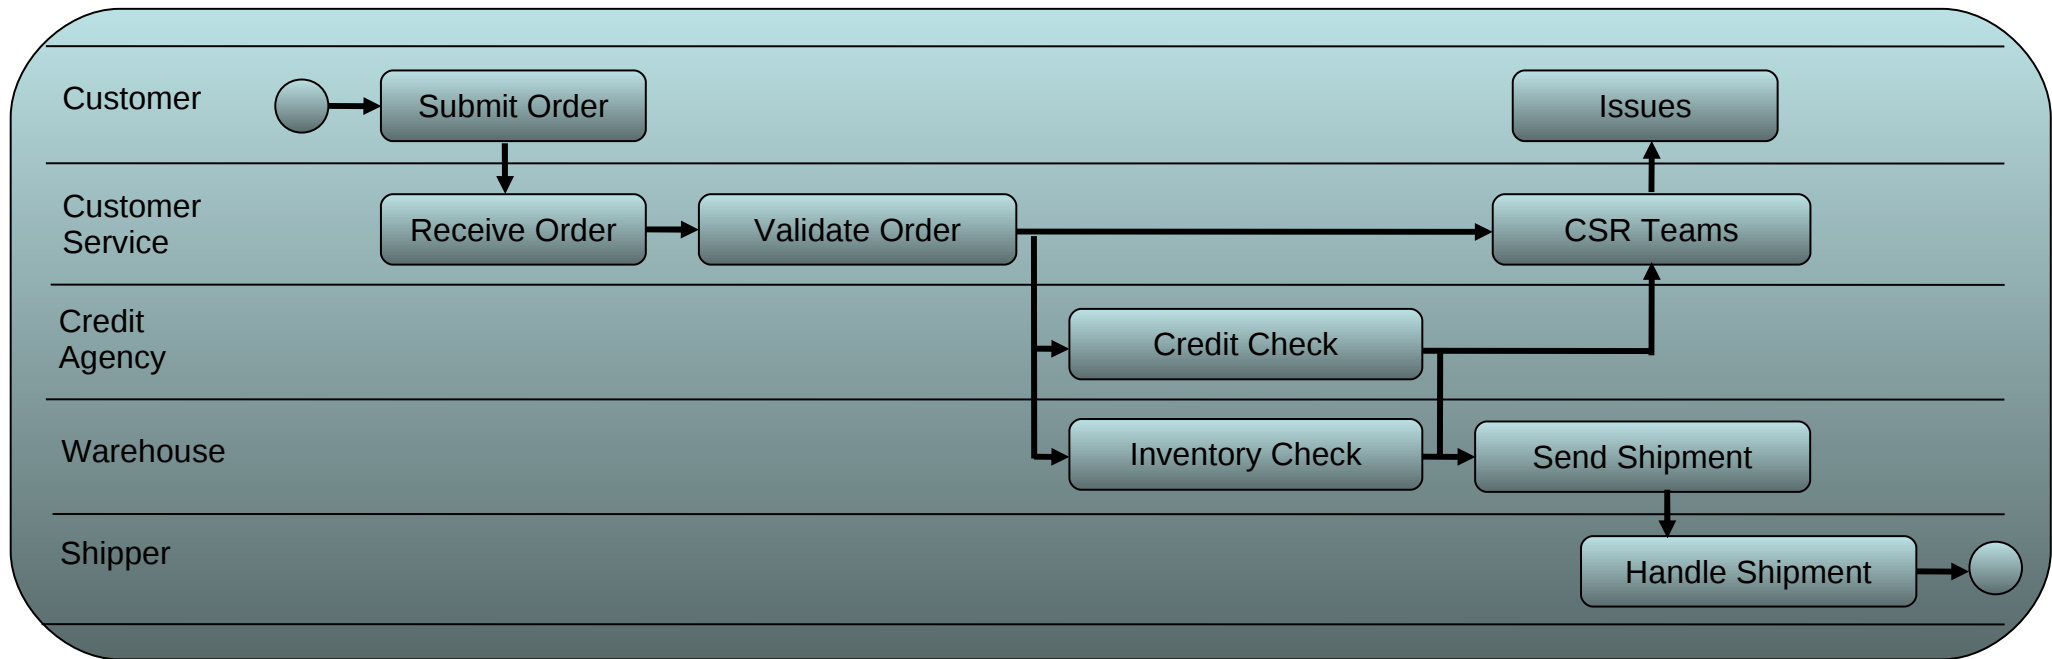 Customer
Submit Order
Issues
Customer
Service
Receive Order
Validate Order
CSR Teams
Credit
Agency
Credit Check
Warehouse
Inventory Check
Send Shipment
Shipper
Handle Shipment